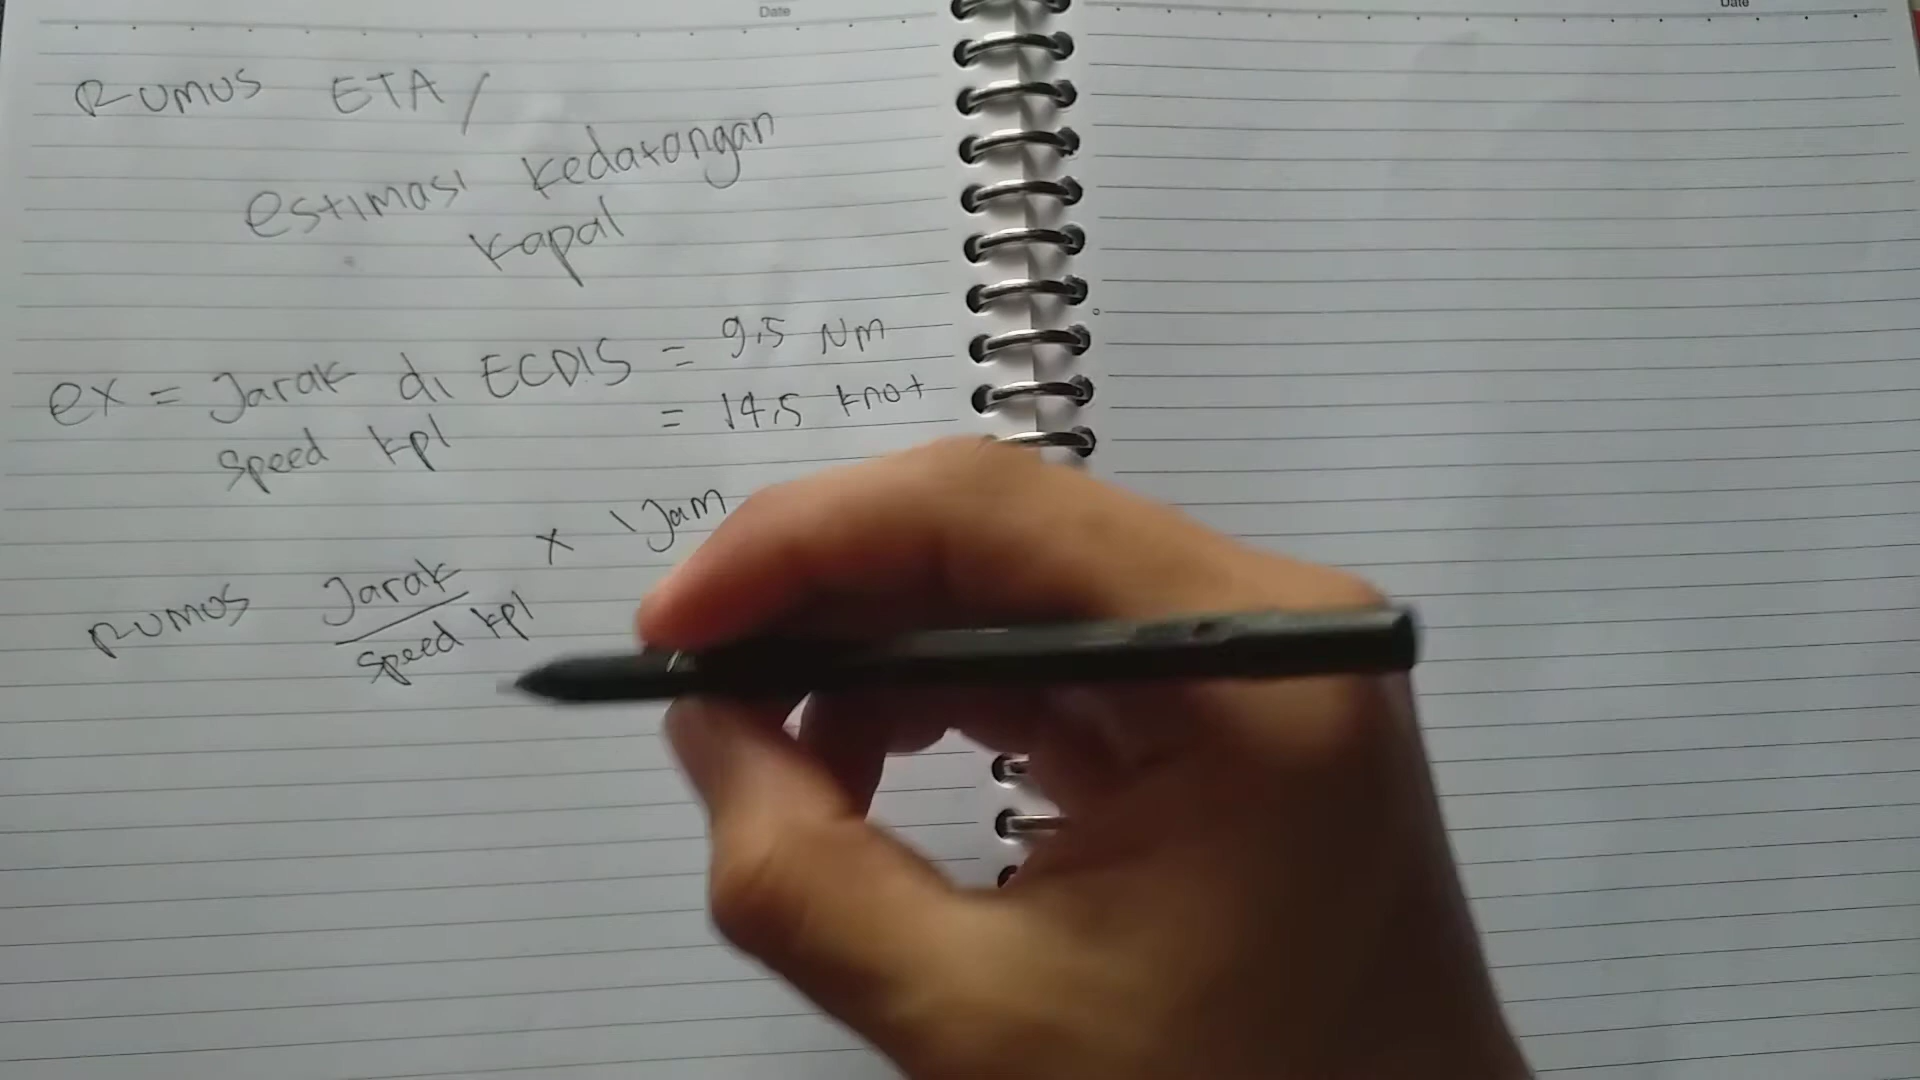 Date
Date
Rumus ETA/
estimasi kedatangan
kapal
ex = Jarak di ECDIS = 9,5 Nm
speed kpl = 14,5 knot
Rumus Jarak x 1 Jam
speed kpl